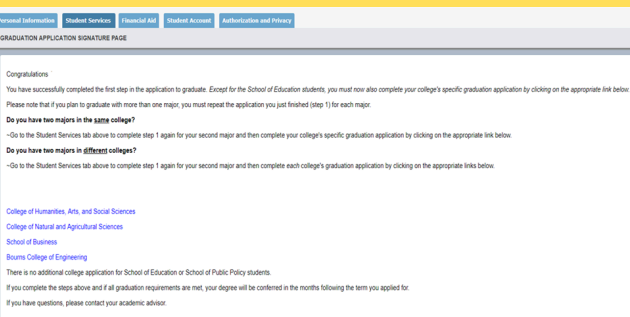 Personal Information Student Services Financial Aid Student Account Authorization and Privacy
GRADUATION APPLICATION SIGNATURE PAGE
Congratulations
You have successfully completed the first step in the application to graduate. Except for the School of Education students, you must now also complete your college's specific graduation application by clicking on the appropriate link below.
Please note that if you plan to graduate with more than one major, you must repeat the application you just finished (step 1) for each major.
Do you have two majors in the same college?
~Go to the Student Services tab above to complete step 1 again for your second major and then complete your college's specific graduation application by clicking on the appropriate link below.
Do you have two majors in different colleges?
~Go to the Student Services tab above to complete step 1 again for your second major and then complete each college's graduation application by clicking on the appropriate links below.
College of Humanities, Arts, and Social Sciences
College of Natural and Agricultural Sciences
School of Business
Bourns College of Engineering
There is no additional college application for School of Education or School of Public Policy students.
If you complete the steps above and if all graduation requirements are met, your degree will be conferred in the months following the term you applied for.
If you have questions, please contact your academic advisor.